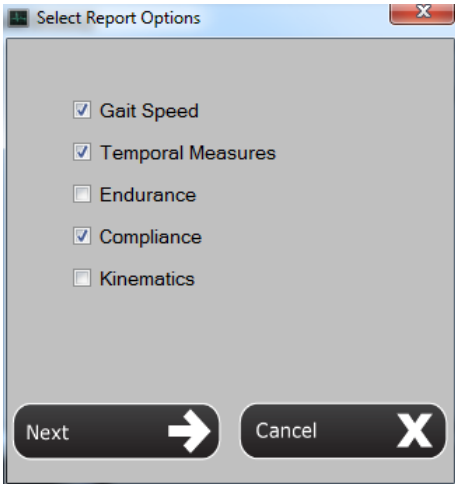 Select Report Options
Gait Speed
Temporal Measures
Endurance
Compliance
Kinematics
Next
Cancel